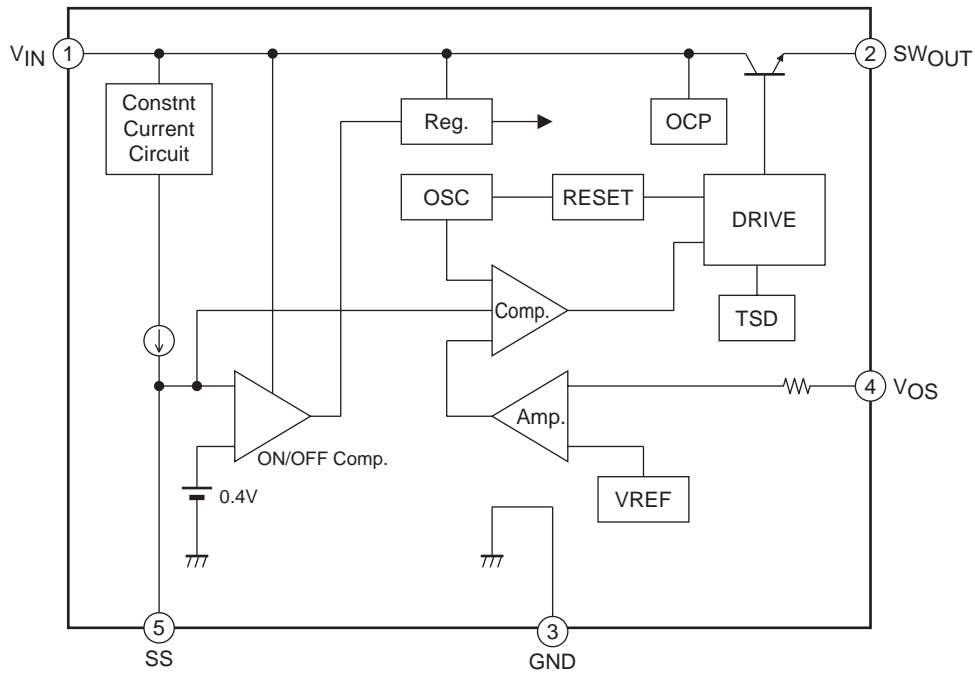 VIN
1
2
SWOUT
Constnt
Current
Circuit
Reg.
OCP
OSC
RESET
DRIVE
Comp.
TSD
4
VOS
Amp.
ON/OFF Comp.
0.4V
VREF
5
SS
3
GND